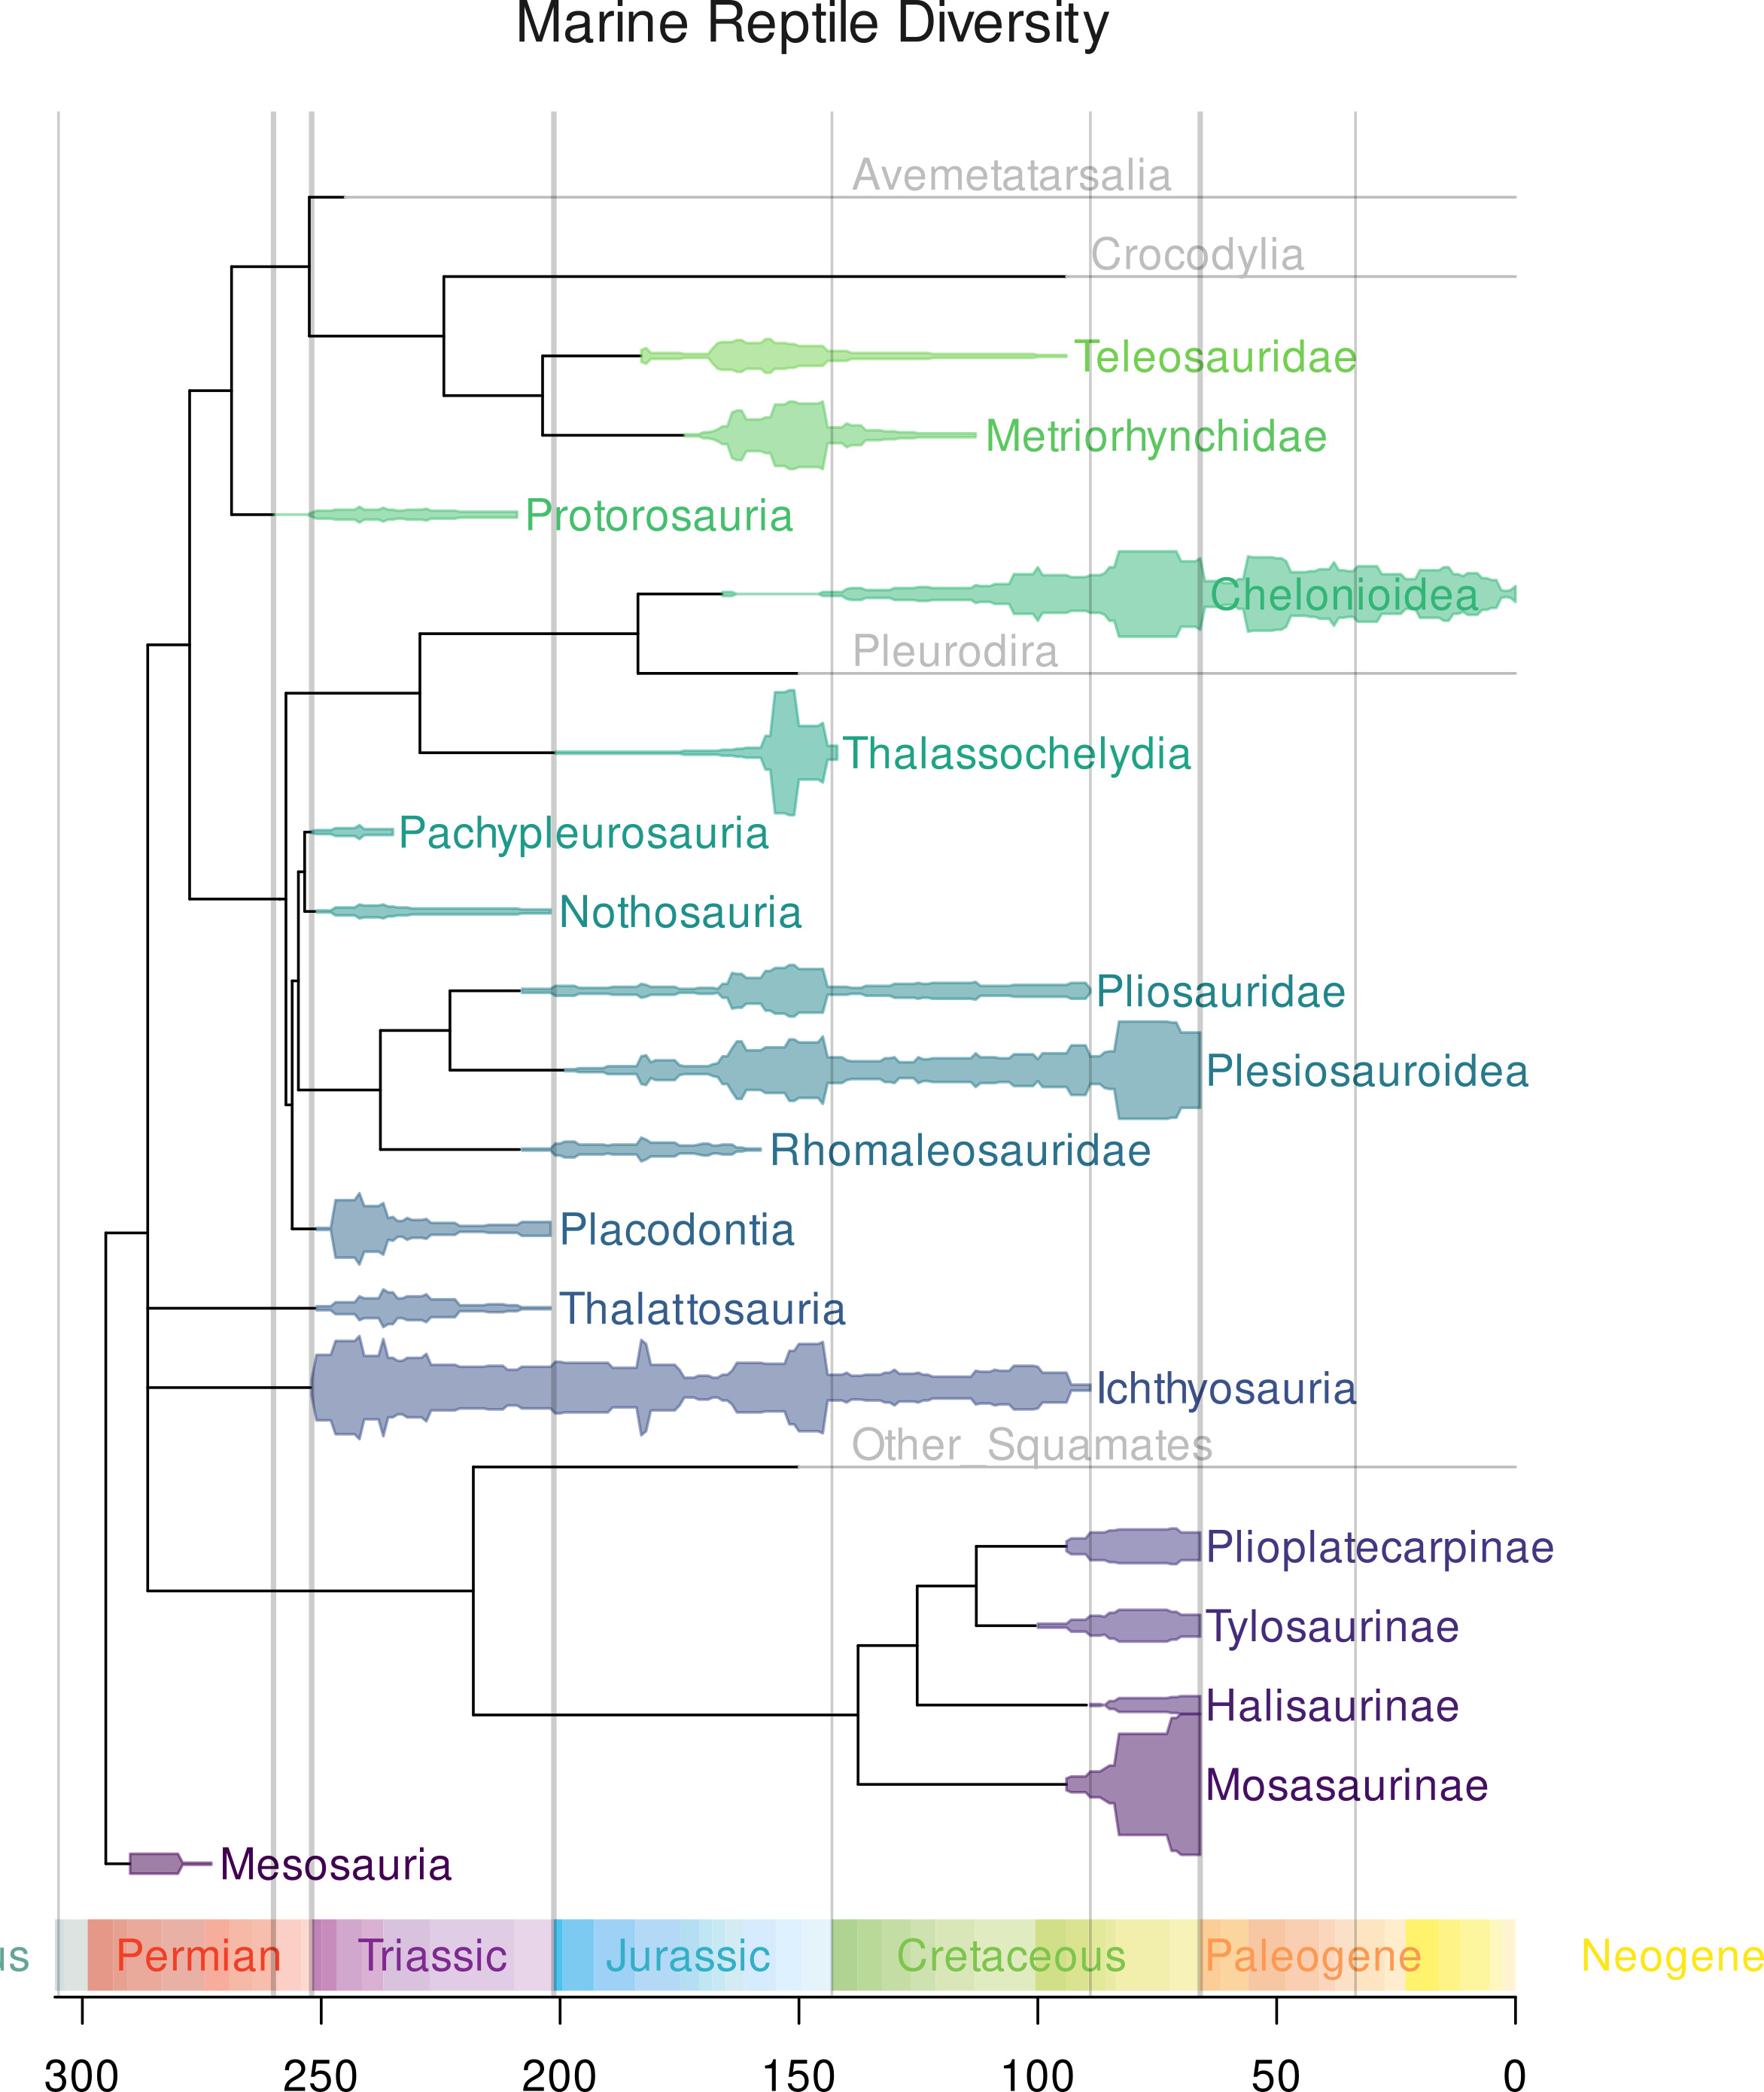 Marine Reptile Diversity
Avemetatarsalia
Crocodylia
Teleosauridae
Metriorhynchidae
Protorosauria
Chelonioidea
Pleurodira
Thalassochelydia
Pachypleurosauria
Nothosauria
Pliosauridae
Plesiosauroidea
Rhomaleosauridae
Placodontia
Thalattosauria
Ichthyosauria
Other_Squamates
Plioplatecarpinae
Tylosaurinae
Halisaurinae
Mosasaurinae
Mesosauria
us Permian Triassic Jurassic Cretaceous Paleogene Neogene
300 250 200 150 100 50 0